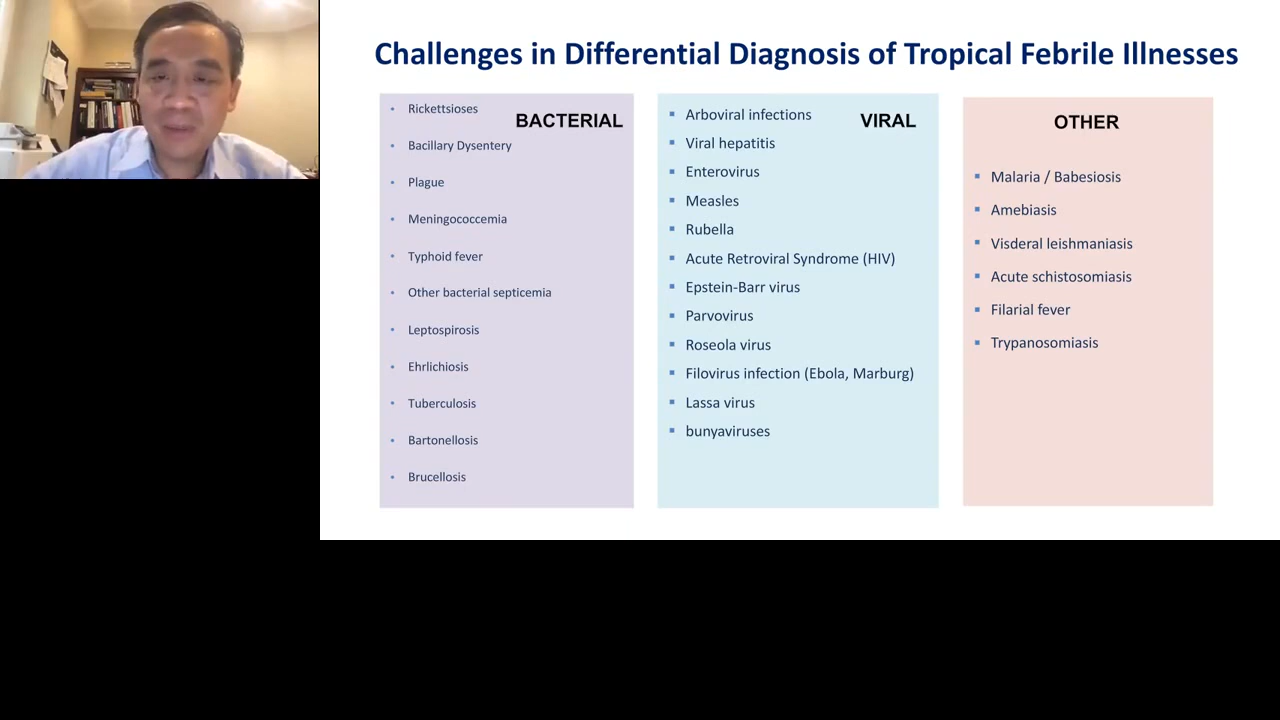 Challenges in Differential Diagnosis of Tropical Febrile Illnesses
BACTERIAL
Rickettsioses
Bacillary Dysentery
Plague
Meningococcemia
Typhoid fever
Other bacterial septicemia
Leptospirosis
Ehrlichiosis
Tuberculosis
Bartonellosis
Brucellosis
VIRAL
Arboviral infections
Viral hepatitis
Enterovirus
Measles
Rubella
Acute Retroviral Syndrome (HIV)
Epstein-Barr virus
Parvovirus
Roseola virus
Filovirus infection (Ebola, Marburg)
Lassa virus
bunyaviruses
OTHER
Malaria / Babesiosis
Amebiasis
Visderal leishmaniasis
Acute schistosomiasis
Filarial fever
Trypanosomiasis